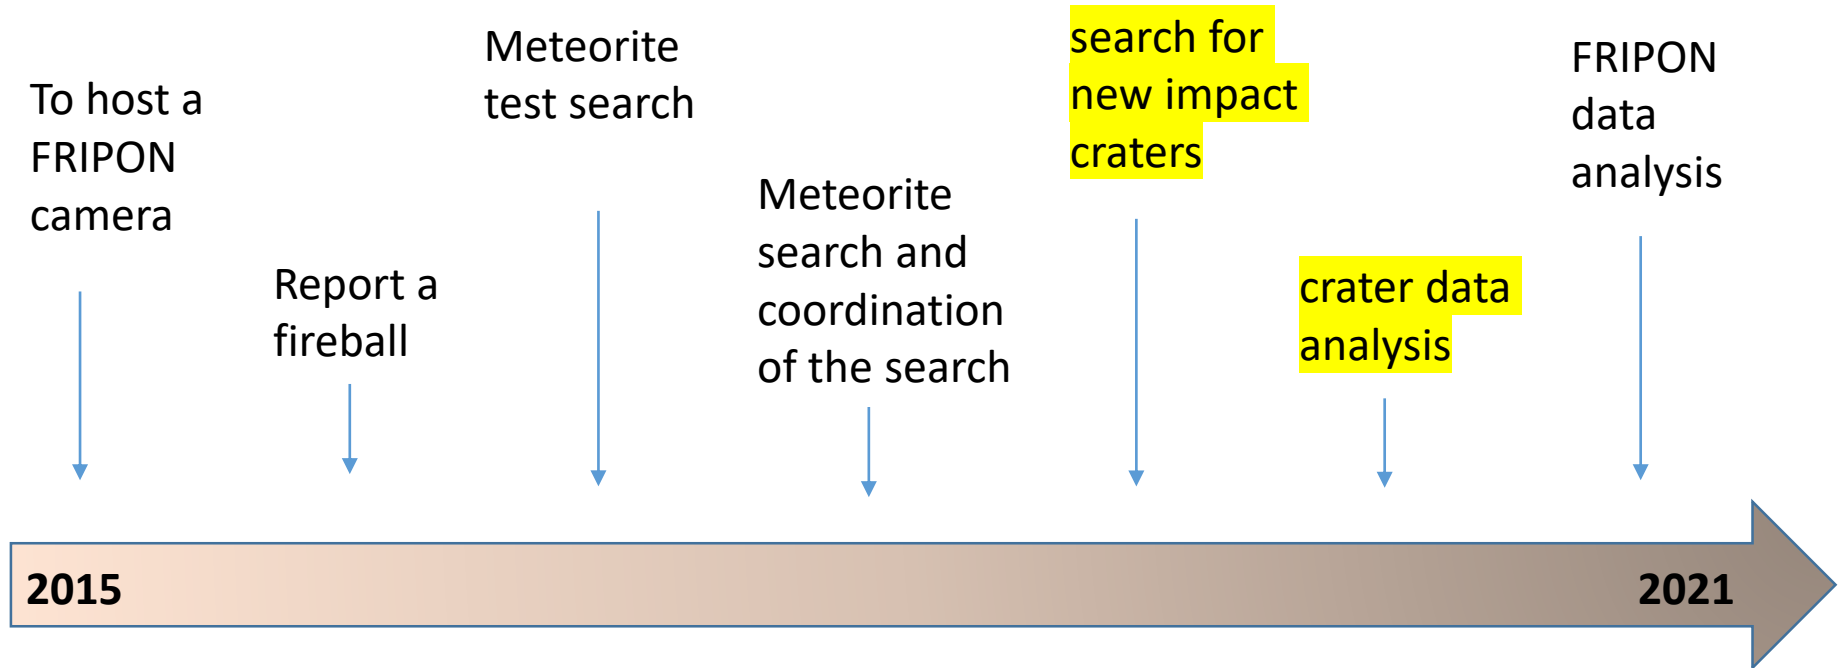 To host a
FRIPON
camera
Report a
fireball
Meteorite
test search
Meteorite
search and
coordination
of the search
search for
new impact
craters
crater data
analysis
FRIPON
data
analysis
2015
2021